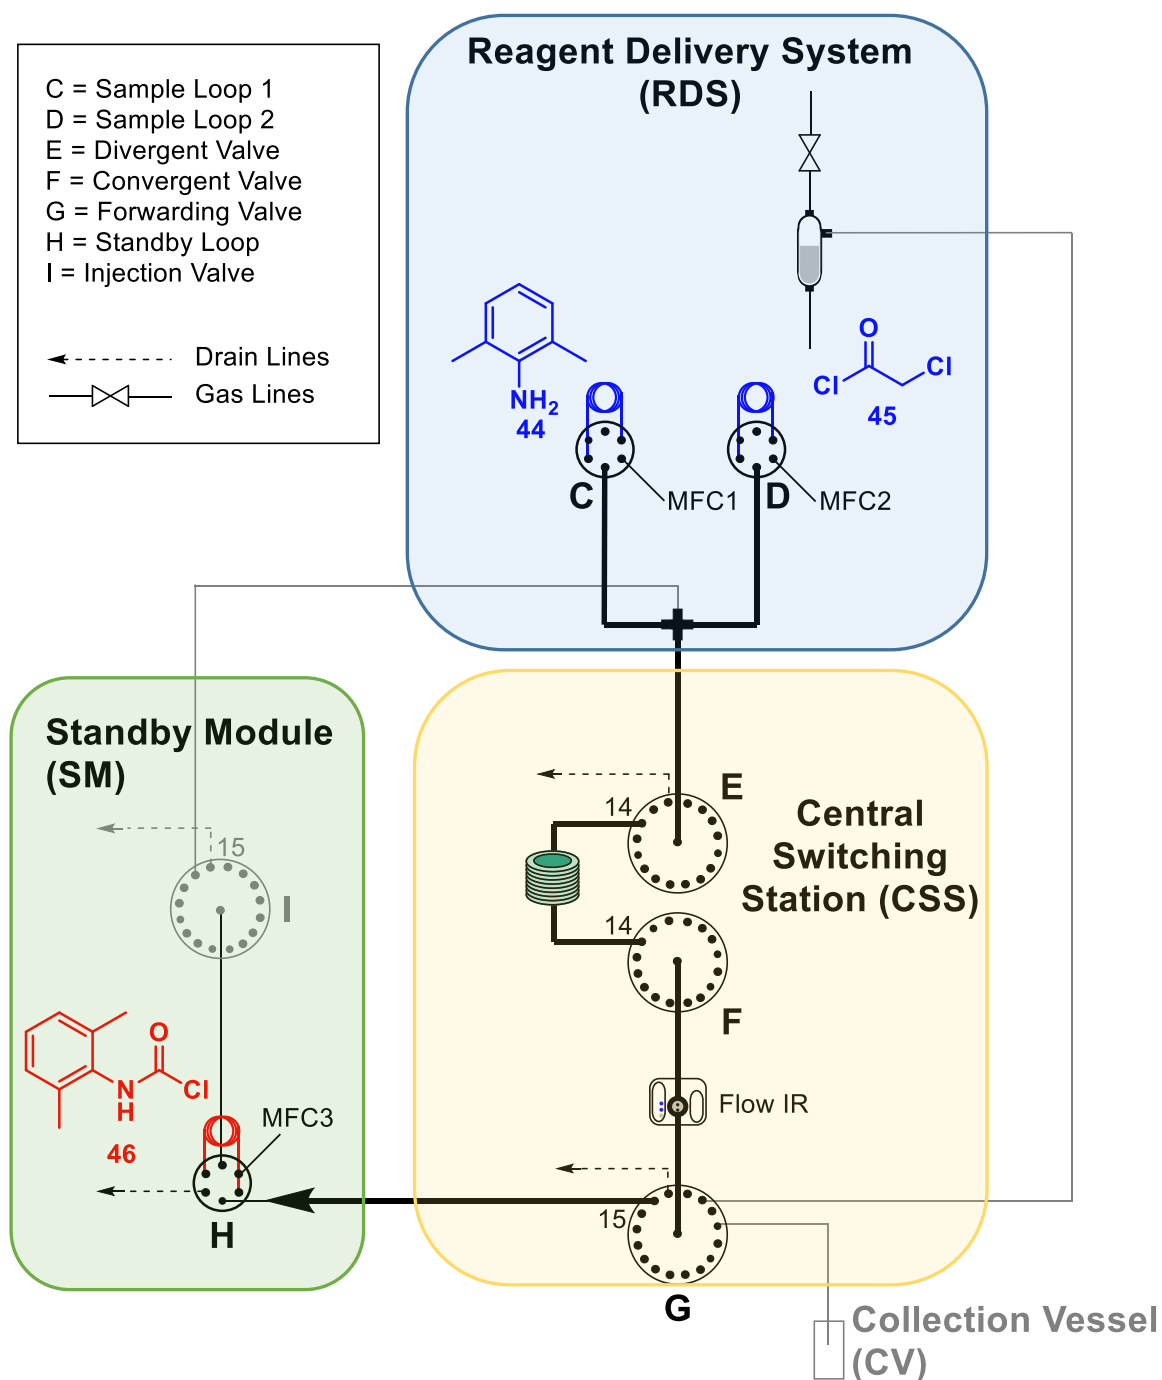 Reagent Delivery System
(RDS)
C = Sample Loop 1
D = Sample Loop 2
E = Divergent Valve
F = Convergent Valve
G = Forwarding Valve
H = Standby Loop
I = Injection Valve
Drain Lines
Gas Lines
NH2
44
O
Cl
Cl
45
C
MFC1
D
MFC2
Standby Module
(SM)
15
I
O
N
H
Cl
46
MFC3
H
E
14
Central
Switching
Station (CSS)
14
F
Flow IR
15
G
Collection Vessel
(CV)